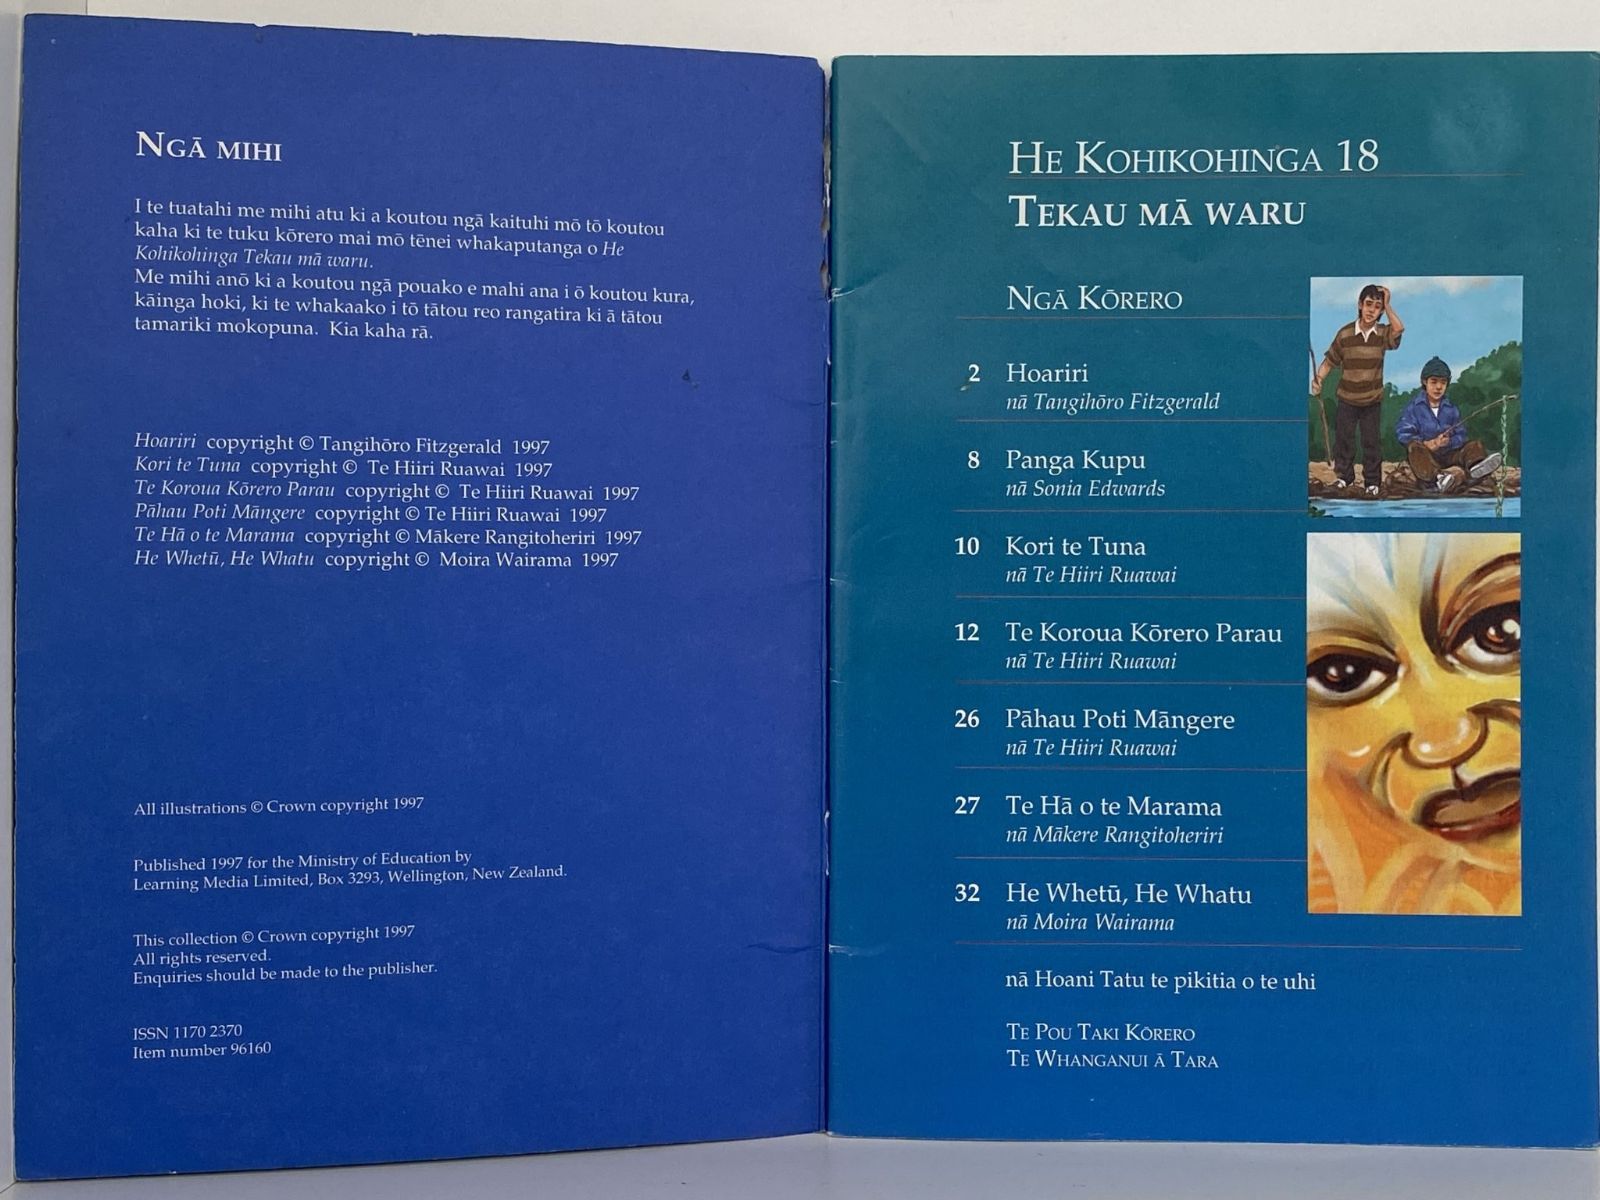 NGĀ MIHI
I te tuatahi me mihi atu ki a koutou ngā kaituhi mō tō koutou
kaha ki te tuku kōrero mai mō tēnei whakaputanga o He
Kohikohinga Tekau mā waru.
Me mihi anō ki a koutou ngā pouako e mahi ana i ō koutou kura,
kāinga hoki, ki te whakaako i tō tātou reo rangatira ki ā tātou
tamariki mokopuna. Kia kaha rā.
Hoariri copyright © Tangihōro Fitzgerald 1997
Kori te Tuna copyright © Te Hiiri Ruawai 1997
Te Koroua Kōrero Parau copyright © Te Hiiri Ruawai 1997
Pāhau Poti Māngere copyright © Te Hiiri Ruawai 1997
Te Hā o te Marama copyright © Mākere Rangitoheriri 1997
He Whetū, He Whatu copyright © Moira Wairama 1997
All illustrations © Crown copyright 1997
Published 1997 for the Ministry of Education by
Learning Media Limited, Box 3293, Wellington, New Zealand.
This collection © Crown copyright 1997
All rights reserved.
Enquiries should be made to the publisher.
ISSN 1170 2370
Item number 96160
HE KOHIKOHINGA 18
TEKAU MĀ WARU
NGĀ KŌRERO
2 Hoariri
nā Tangihōro Fitzgerald
8 Panga Kupu
nā Sonia Edwards
10 Kori te Tuna
nā Te Hiiri Ruawai
12 Te Koroua Kōrero Parau
nā Te Hiiri Ruawai
26 Pāhau Poti Māngere
nā Te Hiiri Ruawai
27 Te Hā o te Marama
nā Mākere Rangitoheriri
32 He Whetū, He Whatu
nā Moira Wairama
nā Hoani Tatu te pikitia o te uhi
TE POU TAKI KŌRERO
TE WHANGANUI Ā TARA